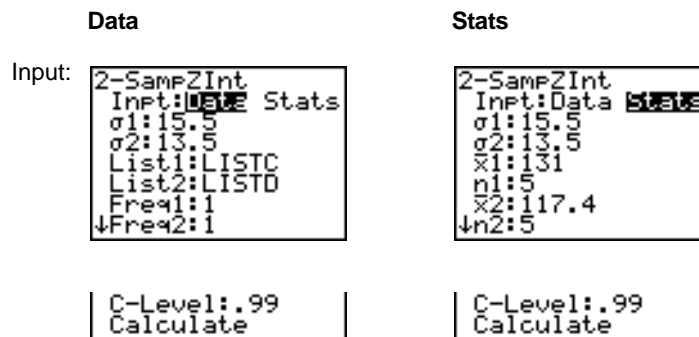 Data Stats
Input:
2-SampZInt
Inpt:Data Stats
σ1:15.5
σ2:13.5
List1:LISTC
List2:LISTD
Freq1:1
↓Freq2:1
C-Level:.99
Calculate
2-SampZInt
Inpt:Data Stats
σ1:15.5
σ2:13.5
x̄1:131
n1:5
x̄2:117.4
↓n2:5
C-Level:.99
Calculate